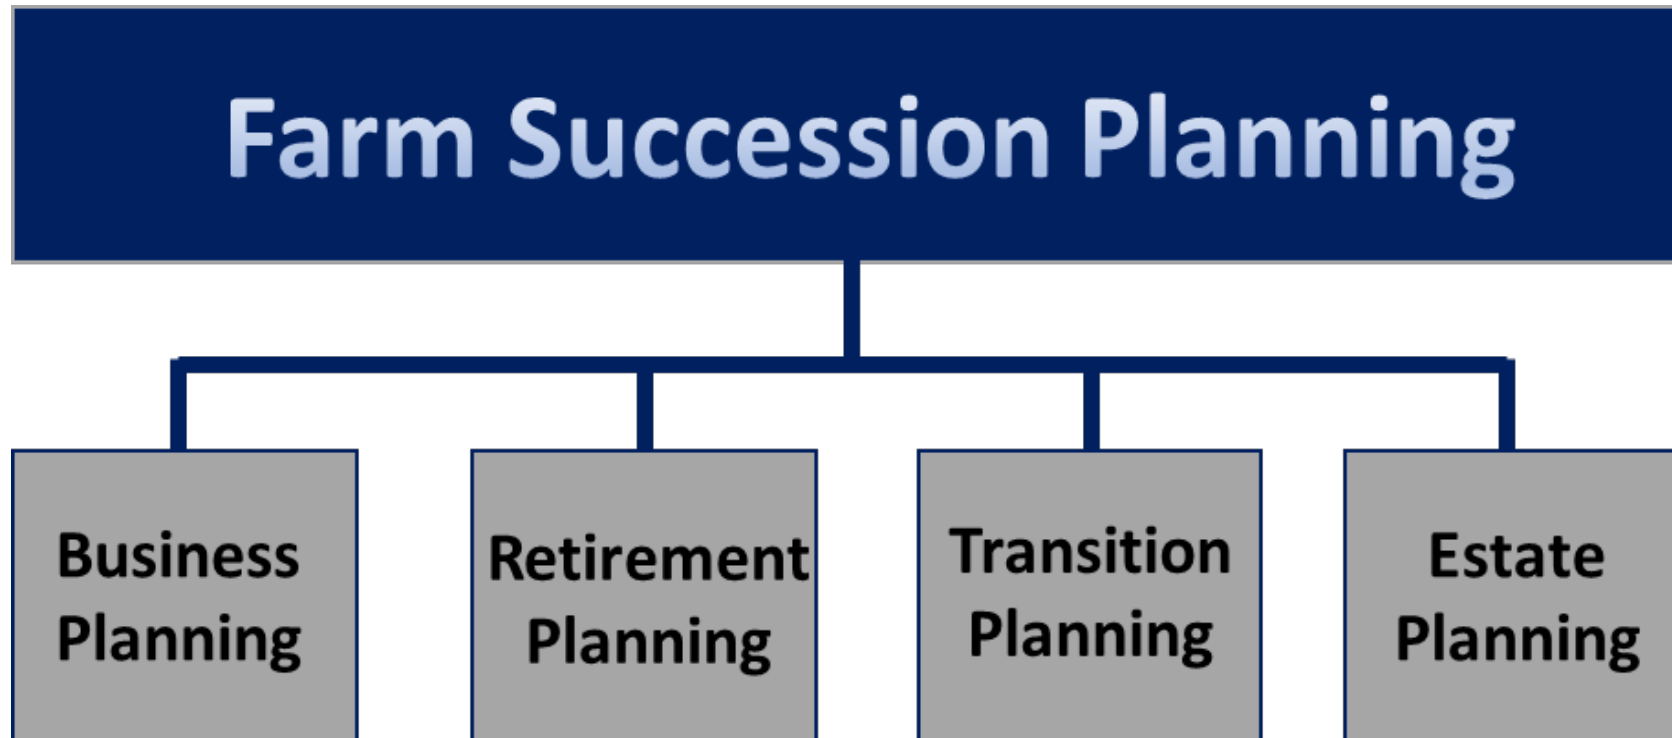 Farm Succession Planning
Business
Planning
Retirement
Planning
Transition
Planning
Estate
Planning